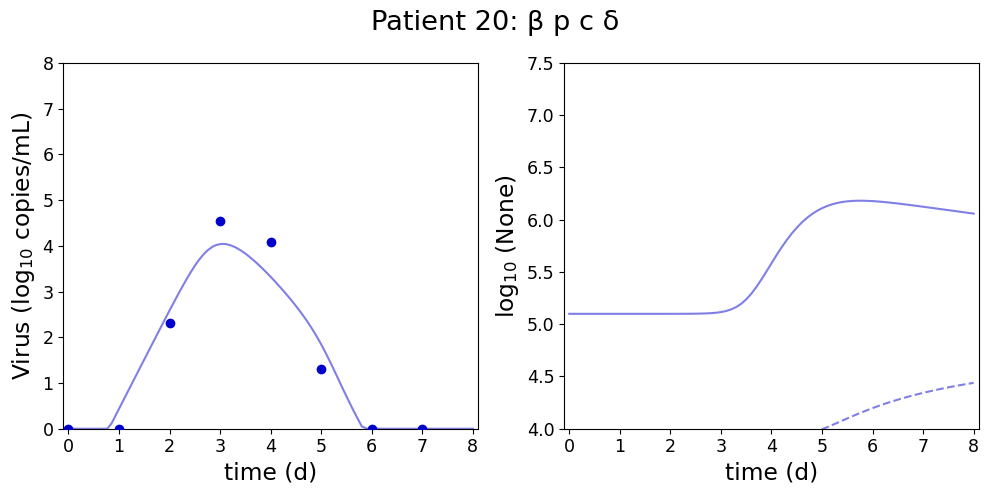 Patient 20: β p c δ
Virus (log₁₀ copies/mL)
8
7
6
5
4
3
2
1
0
0 1 2 3 4 5 6 7 8
time (d)
log₁₀ (None)
7.5
7.0
6.5
6.0
5.5
5.0
4.5
4.0
0 1 2 3 4 5 6 7 8
time (d)